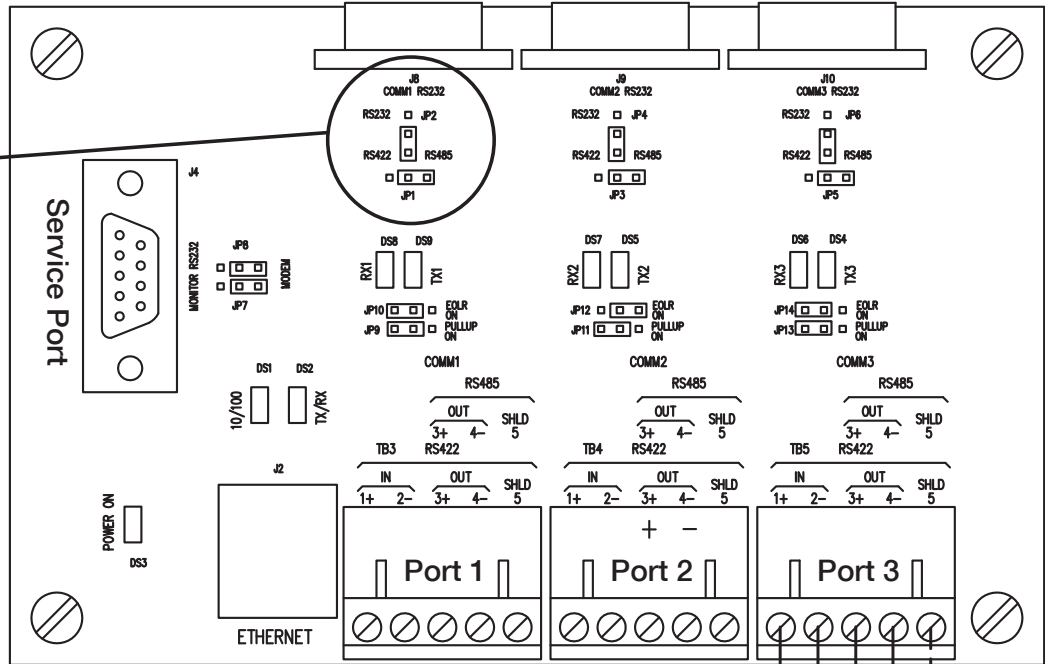 J8 J9 J10
COMM1 RS232 COMM2 RS232 COMM3 RS232
RS232 JP2 RS232 JP4 RS232 JP6
RS422 RS485 RS422 RS485 RS422 RS485
JP1 JP3 JP5
J4
Service Port
MONITOR RS232
JP8
MODEM
JP7
DS8 DS9 DS7 DS5 DS6 DS4
RX1 TX1 RX2 TX2 RX3 TX3
JP10 EOLR ON JP12 EOLR ON JP14 EOLR ON
JP9 PULLUP ON JP11 PULLUP ON JP13 PULLUP ON
COMM1 COMM2 COMM3
DS1 DS2
10/100 TX/RX
RS485 RS485 RS485
OUT SHLD OUT SHLD OUT SHLD
3+ 4− 5 3+ 4− 5 3+ 4− 5
TB3 RS422 TB4 RS422 TB5 RS422
J2
IN OUT SHLD IN OUT SHLD IN OUT SHLD
1+ 2− 3+ 4− 5 1+ 2− 3+ 4− 5 1+ 2− 3+ 4− 5
POWER ON
DS3
+ −
Port 1 Port 2 Port 3
ETHERNET